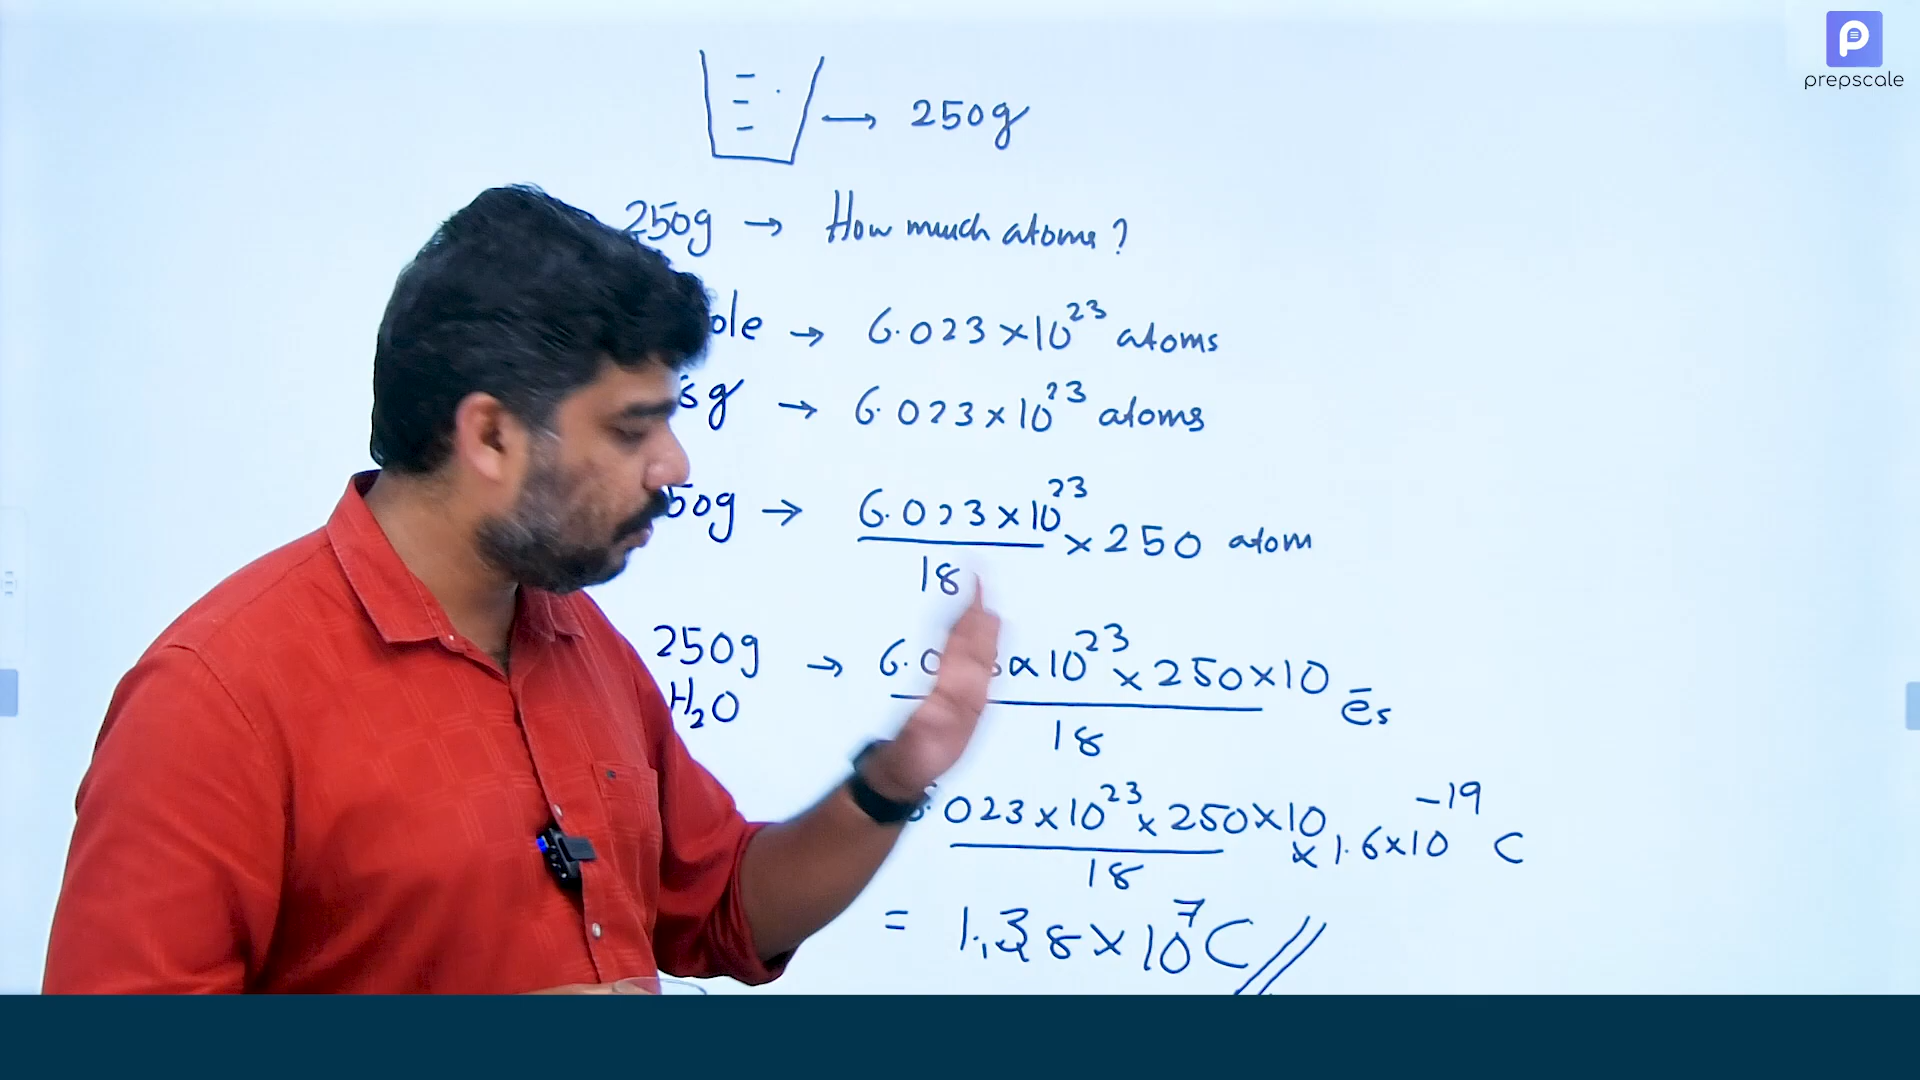 prepscale
→ 250g
250g → How much atoms?
ole → 6.023×10²³ atoms
g → 6.023×10²³ atoms
50g → 6.023×10²³ / 18 × 250 atom
250g H₂O → 6.0 ×10²³ × 250×10 / 18 ēs
023×10²³ × 250×10 / 18 × 1.6×10⁻¹⁹ C
= 1.38×10⁷ C